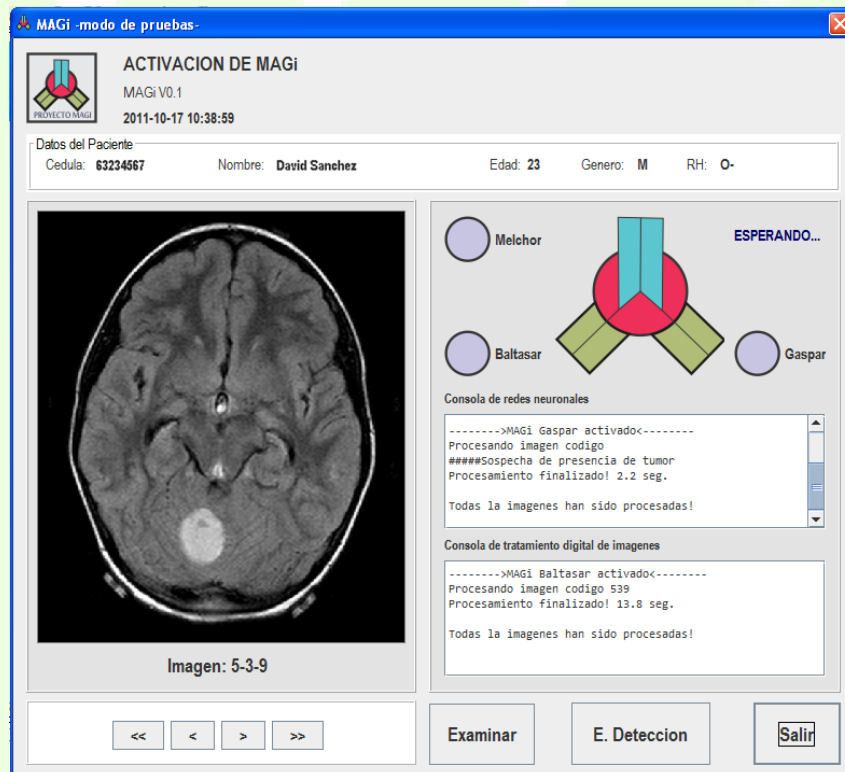 MAGi -modo de pruebas-
PROYECTO MAGI
ACTIVACION DE MAGi
MAGi V0.1
2011-10-17 10:38:59
Datos del Paciente
Cedula: 63234567 Nombre: David Sanchez Edad: 23 Genero: M RH: O-
Melchor
ESPERANDO...
Baltasar
Gaspar
Consola de redes neuronales
-------->MAGi Gaspar activado<--------
Procesando imagen codigo
#####Sospecha de presencia de tumor
Procesamiento finalizado! 2.2 seg.
Todas la imagenes han sido procesadas!
Consola de tratamiento digital de imagenes
-------->MAGi Baltasar activado<--------
Procesando imagen codigo 539
Procesamiento finalizado! 13.8 seg.
Todas la imagenes han sido procesadas!
Imagen: 5-3-9
<< < > >>
Examinar
E. Deteccion
Salir